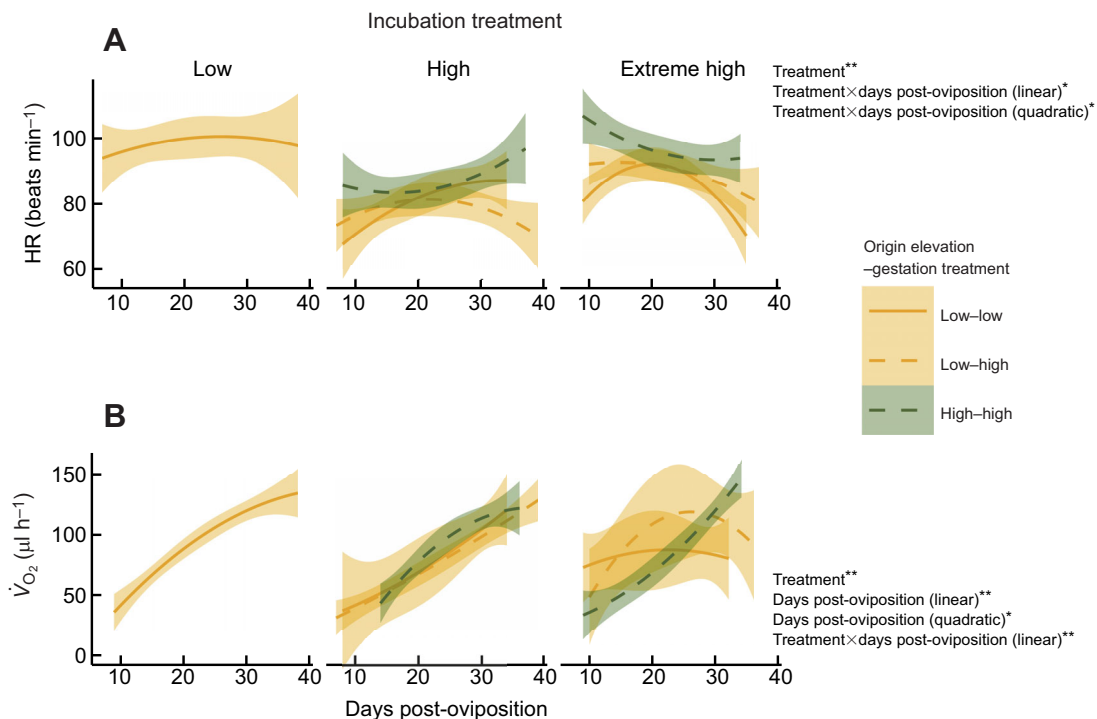 Incubation treatment
A
Low High Extreme high
Treatment**
Treatment×days post-oviposition (linear)*
Treatment×days post-oviposition (quadratic)*
HR (beats min–1)
100
80
60
10 20 30 40 10 20 30 40 10 20 30 40
Origin elevation
–gestation treatment
Low–low
Low–high
High–high
B
V̇O2 (µl h–1)
150
100
50
0
10 20 30 40 10 20 30 40 10 20 30 40
Treatment**
Days post-oviposition (linear)**
Days post-oviposition (quadratic)*
Treatment×days post-oviposition (linear)**
Days post-oviposition